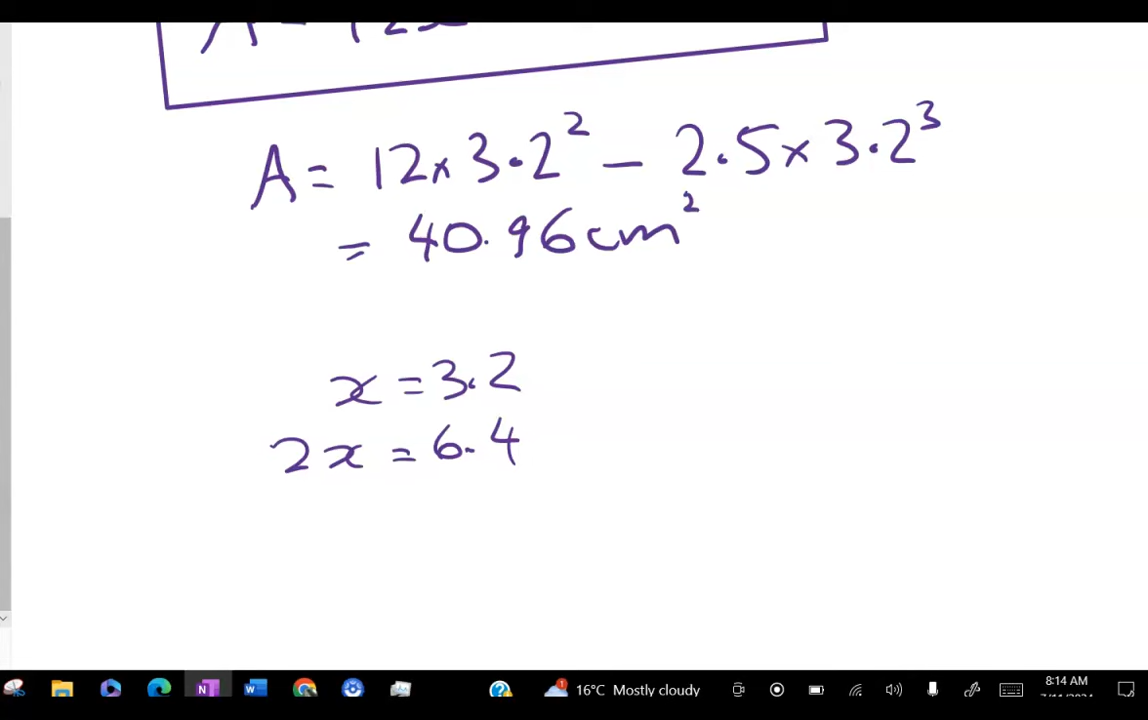 A = 12 × 3.2² − 2.5 × 3.2³
= 40.96 cm²
x = 3.2
2x = 6.4
16°C Mostly cloudy
8:14 AM